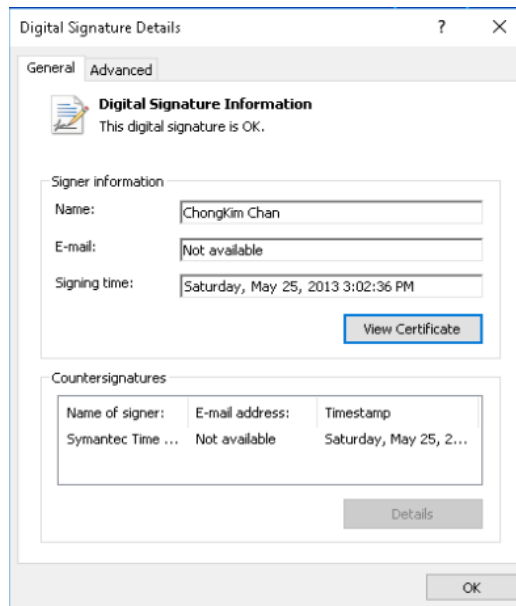 Digital Signature Details
General Advanced
Digital Signature Information
This digital signature is OK.
Signer information
Name: ChongKim Chan
E-mail: Not available
Signing time: Saturday, May 25, 2013 3:02:36 PM
View Certificate
Countersignatures
Name of signer: E-mail address: Timestamp
Symantec Time ... Not available Saturday, May 25, 2...
Details
OK